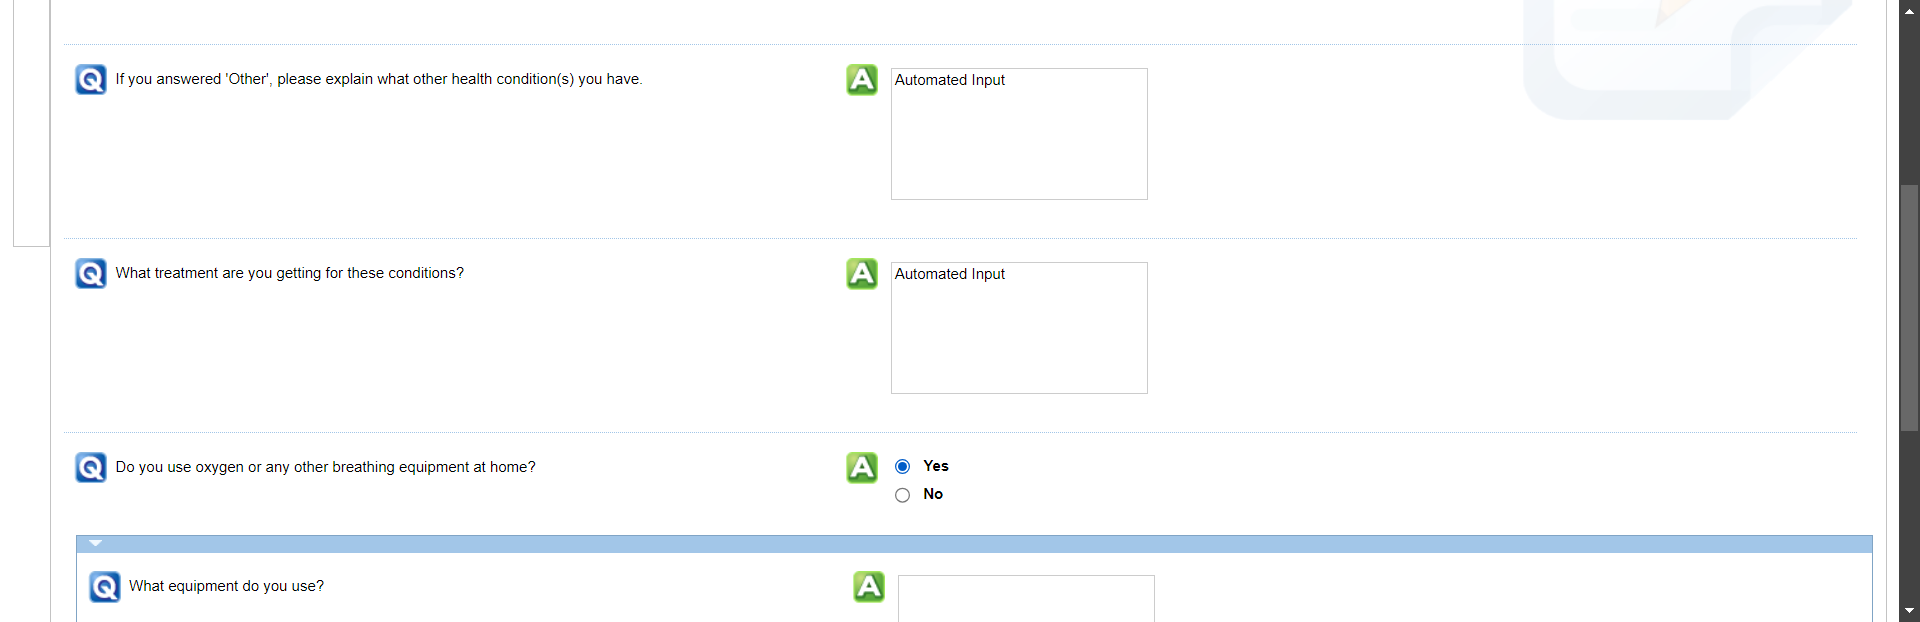 Q If you answered 'Other', please explain what other health condition(s) you have. A Automated Input
Q What treatment are you getting for these conditions? A Automated Input
Q Do you use oxygen or any other breathing equipment at home? A Yes
No
Q What equipment do you use? A